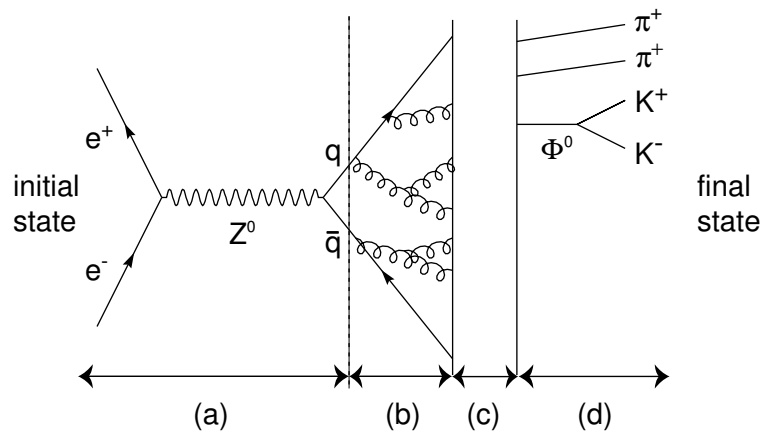 π+
π+
K+
K-
Φ0
e+
q
initial
state
Z0
q̄
e-
final
state
(a)
(b)
(c)
(d)